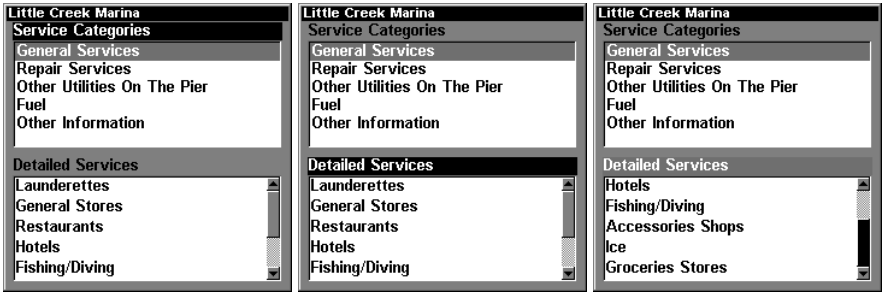 Little Creek Marina
Service Categories
General Services
Repair Services
Other Utilities On The Pier
Fuel
Other Information
Detailed Services
Launderettes
General Stores
Restaurants
Hotels
Fishing/Diving
Little Creek Marina
Service Categories
General Services
Repair Services
Other Utilities On The Pier
Fuel
Other Information
Detailed Services
Launderettes
General Stores
Restaurants
Hotels
Fishing/Diving
Little Creek Marina
Service Categories
General Services
Repair Services
Other Utilities On The Pier
Fuel
Other Information
Detailed Services
Hotels
Fishing/Diving
Accessories Shops
Ice
Groceries Stores